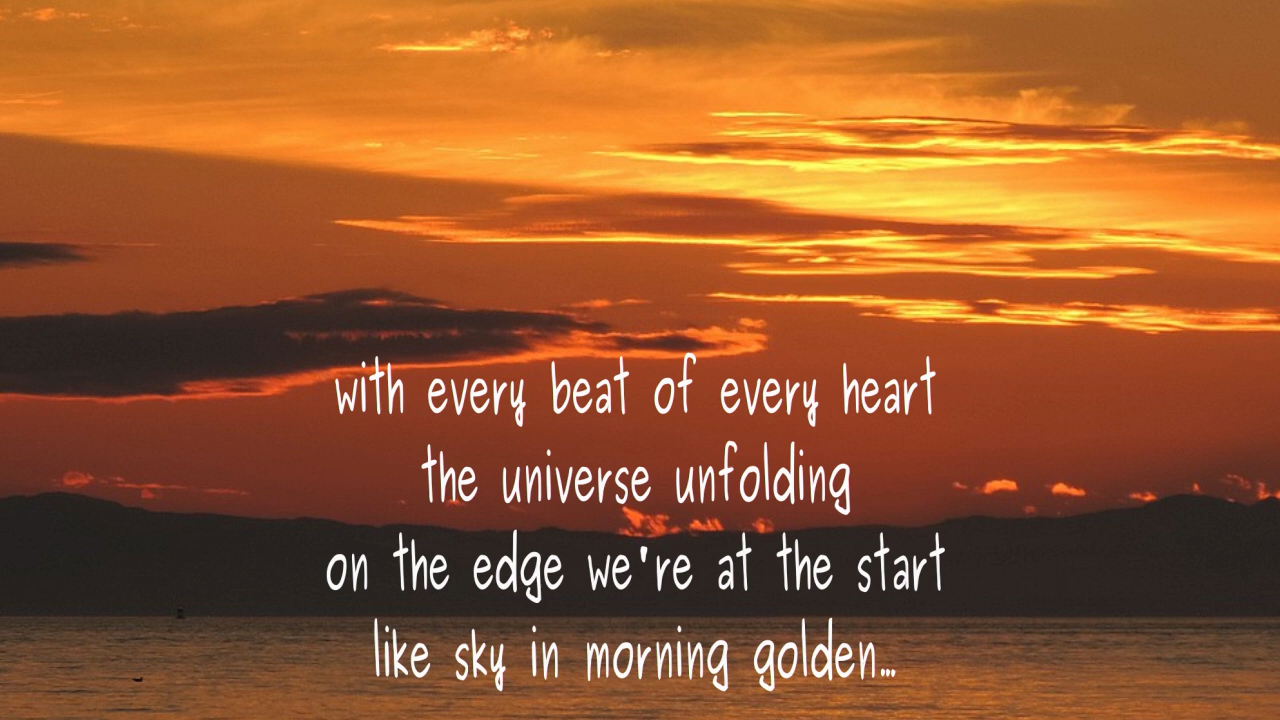 with every beat of every heart
the universe unfolding
on the edge we're at the start
like sky in morning golden...